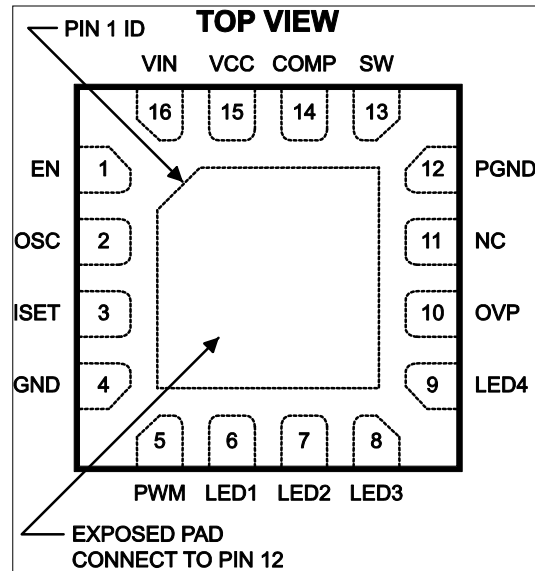 TOP VIEW
PIN 1 ID
VIN VCC COMP SW
16 15 14 13
EN 1 12 PGND
OSC 2 11 NC
ISET 3 10 OVP
GND 4 9 LED4
5 6 7 8
PWM LED1 LED2 LED3
EXPOSED PAD
CONNECT TO PIN 12